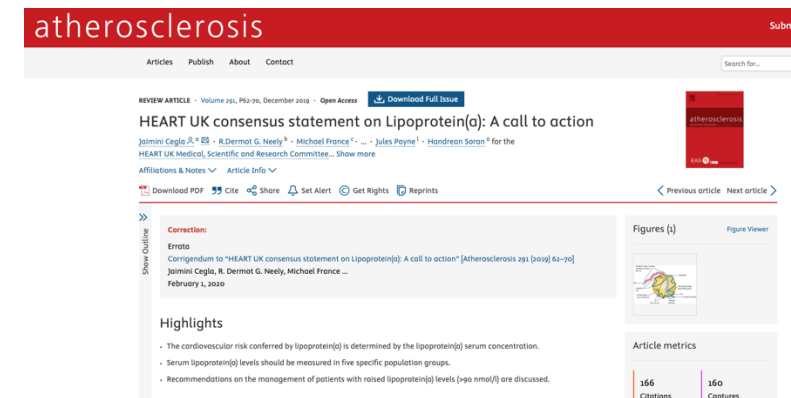 atherosclerosis
Subm
Articles Publish About Contact
Search for...
REVIEW ARTICLE · Volume 291, P62-70, December 2019 · Open Access Download Full Issue
HEART UK consensus statement on Lipoprotein(a): A call to action
Jaimini Cegla a · R.Dermot G. Neely b · Michael France c · ... · Jules Payne l · Handrean Soran o for the
HEART UK Medical, Scientific and Research Committee... Show more
Affiliations & Notes Article Info
Download PDF Cite Share Set Alert Get Rights Reprints
Previous article Next article
Show Outline
Correction:
Errata
Corrigendum to "HEART UK consensus statement on Lipoprotein(a): A call to action" [Atherosclerosis 291 (2019) 62–70]
Jaimini Cegla, R. Dermot G. Neely, Michael France ...
February 1, 2020
Highlights
· The cardiovascular risk conferred by lipoprotein(a) is determined by the lipoprotein(a) serum concentration.
· Serum lipoprotein(a) levels should be measured in five specific population groups.
· Recommendations on the management of patients with raised lipoprotein(a) levels (>90 nmol/l) are discussed.
atherosclerosis
EAS
Figures (1) Figure Viewer
Article metrics
166 160
Citations Captures